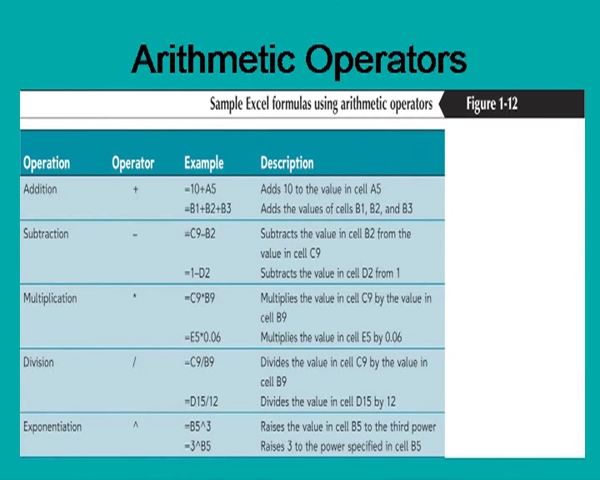 Arithmetic Operators
Sample Excel formulas using arithmetic operators Figure 1-12
Operation Operator Example Description
Addition + =10+A5 Adds 10 to the value in cell A5
=B1+B2+B3 Adds the values of cells B1, B2, and B3
Subtraction – =C9–B2 Subtracts the value in cell B2 from the
value in cell C9
=1–D2 Subtracts the value in cell D2 from 1
Multiplication * =C9*B9 Multiplies the value in cell C9 by the value in
cell B9
=E5*0.06 Multiplies the value in cell E5 by 0.06
Division / =C9/B9 Divides the value in cell C9 by the value in
cell B9
=D15/12 Divides the value in cell D15 by 12
Exponentiation ^ =B5^3 Raises the value in cell B5 to the third power
=3^B5 Raises 3 to the power specified in cell B5